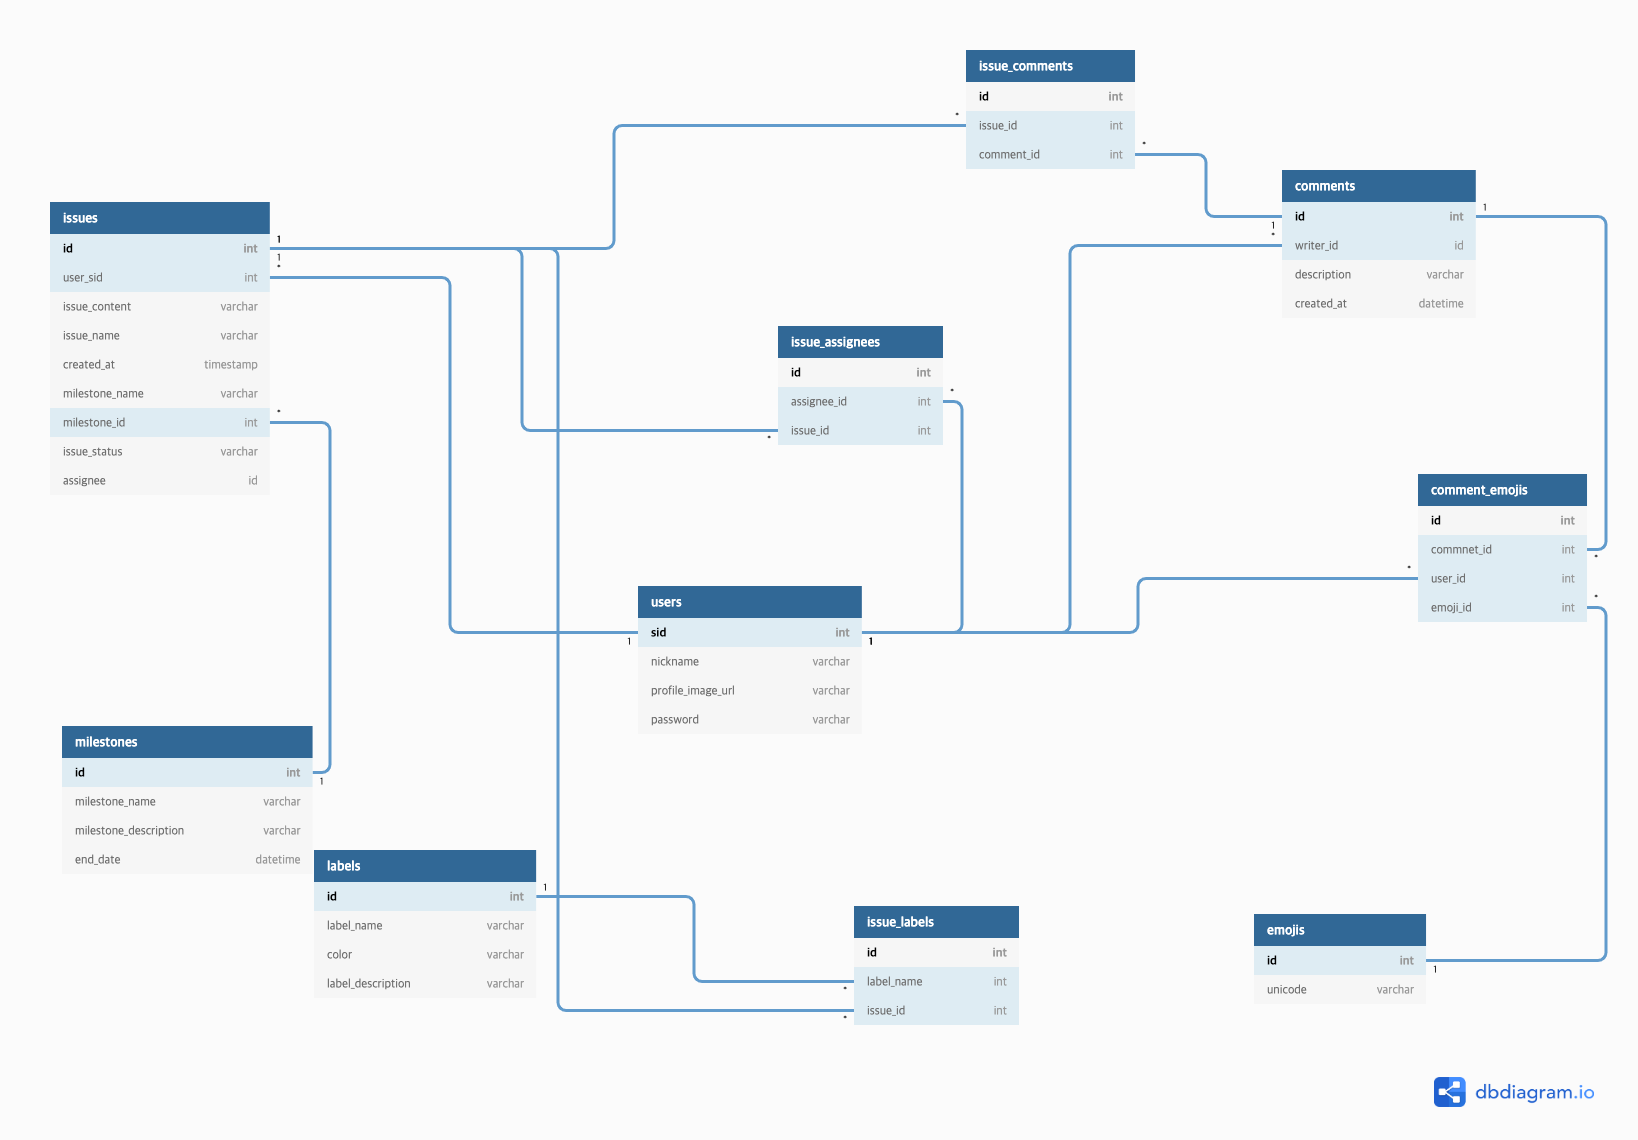 issue_comments
id int
issue_id int
comment_id int
comments
id int
writer_id id
description varchar
created_at datetime
issues
id int
user_sid int
issue_content varchar
issue_name varchar
created_at timestamp
milestone_name varchar
milestone_id int
issue_status varchar
assignee id
issue_assignees
id int
assignee_id int
issue_id int
comment_emojis
id int
commnet_id int
user_id int
emoji_id int
users
sid int
nickname varchar
profile_image_url varchar
password varchar
milestones
id int
milestone_name varchar
milestone_description varchar
end_date datetime
labels
id int
label_name varchar
color varchar
label_description varchar
issue_labels
id int
label_name int
issue_id int
emojis
id int
unicode varchar
1
*
1
*
*
1
*
*
1
*
1
*
*
1
1
*
*
*
1
1
*
*
1
dbdiagram.io